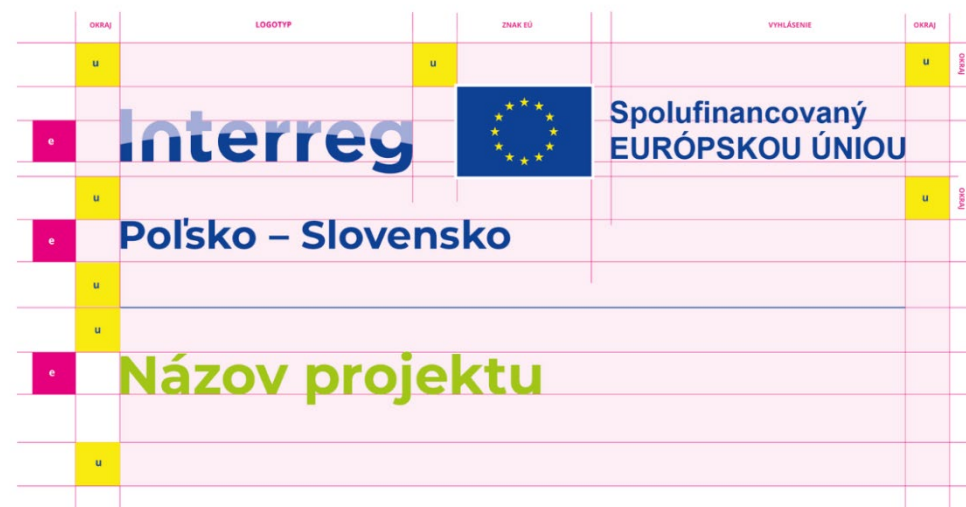 OKRAJ LOGOTYP ZNAK EÚ VYHLÁSENIE OKRAJ
u u u OKRAJ
Interreg Spolufinancovaný
e EURÓPSKOU ÚNIOU
u u OKRAJ
e Poľsko – Slovensko
u
u
e Názov projektu
u